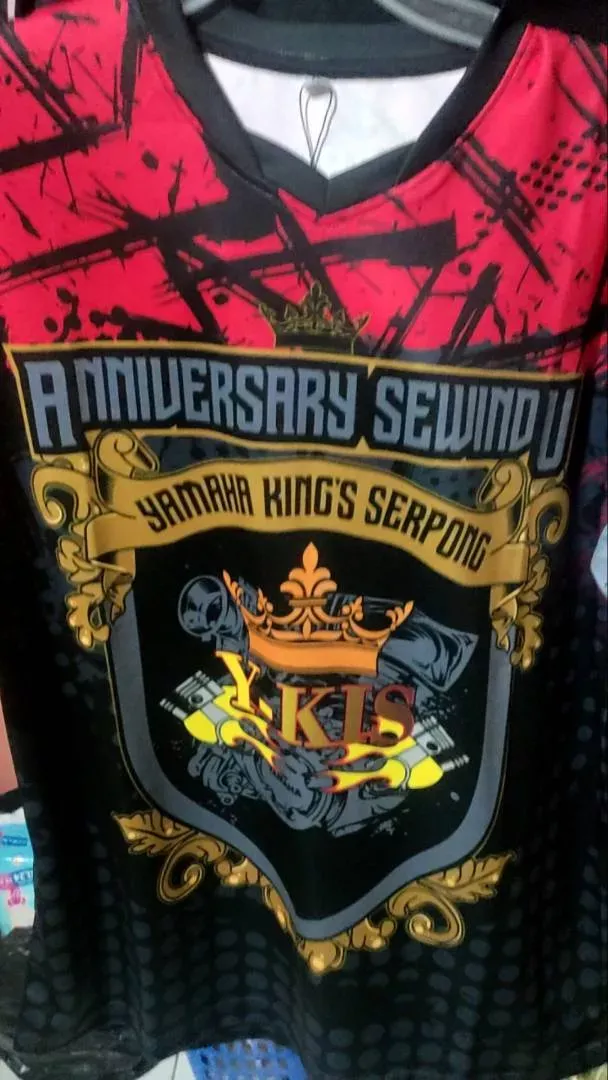 ANNIVERSARY SEWINDU
YAMAHA KING'S SERPONG
Y-KIS